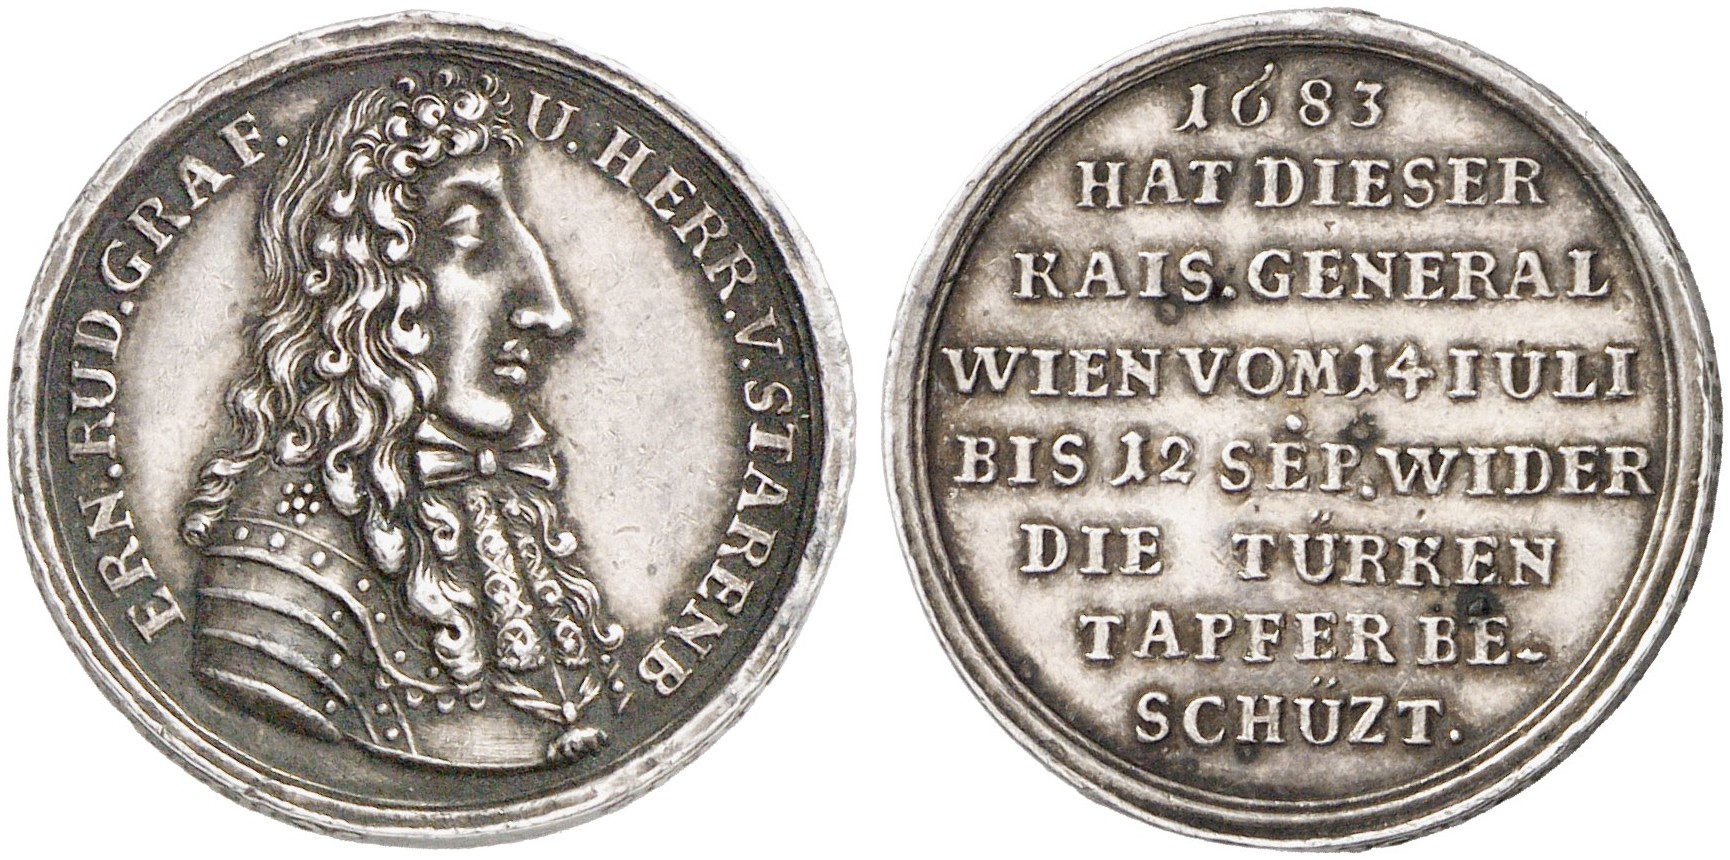 ERN.RUD.GRAF. U.HERR.V.STARENB.
1683
HAT DIESER
KAIS.GENERAL
WIEN VOM 14 IULI
BIS 12 SEP. WIDER
DIE TÜRKEN
TAPFER BE-
SCHÜZT.